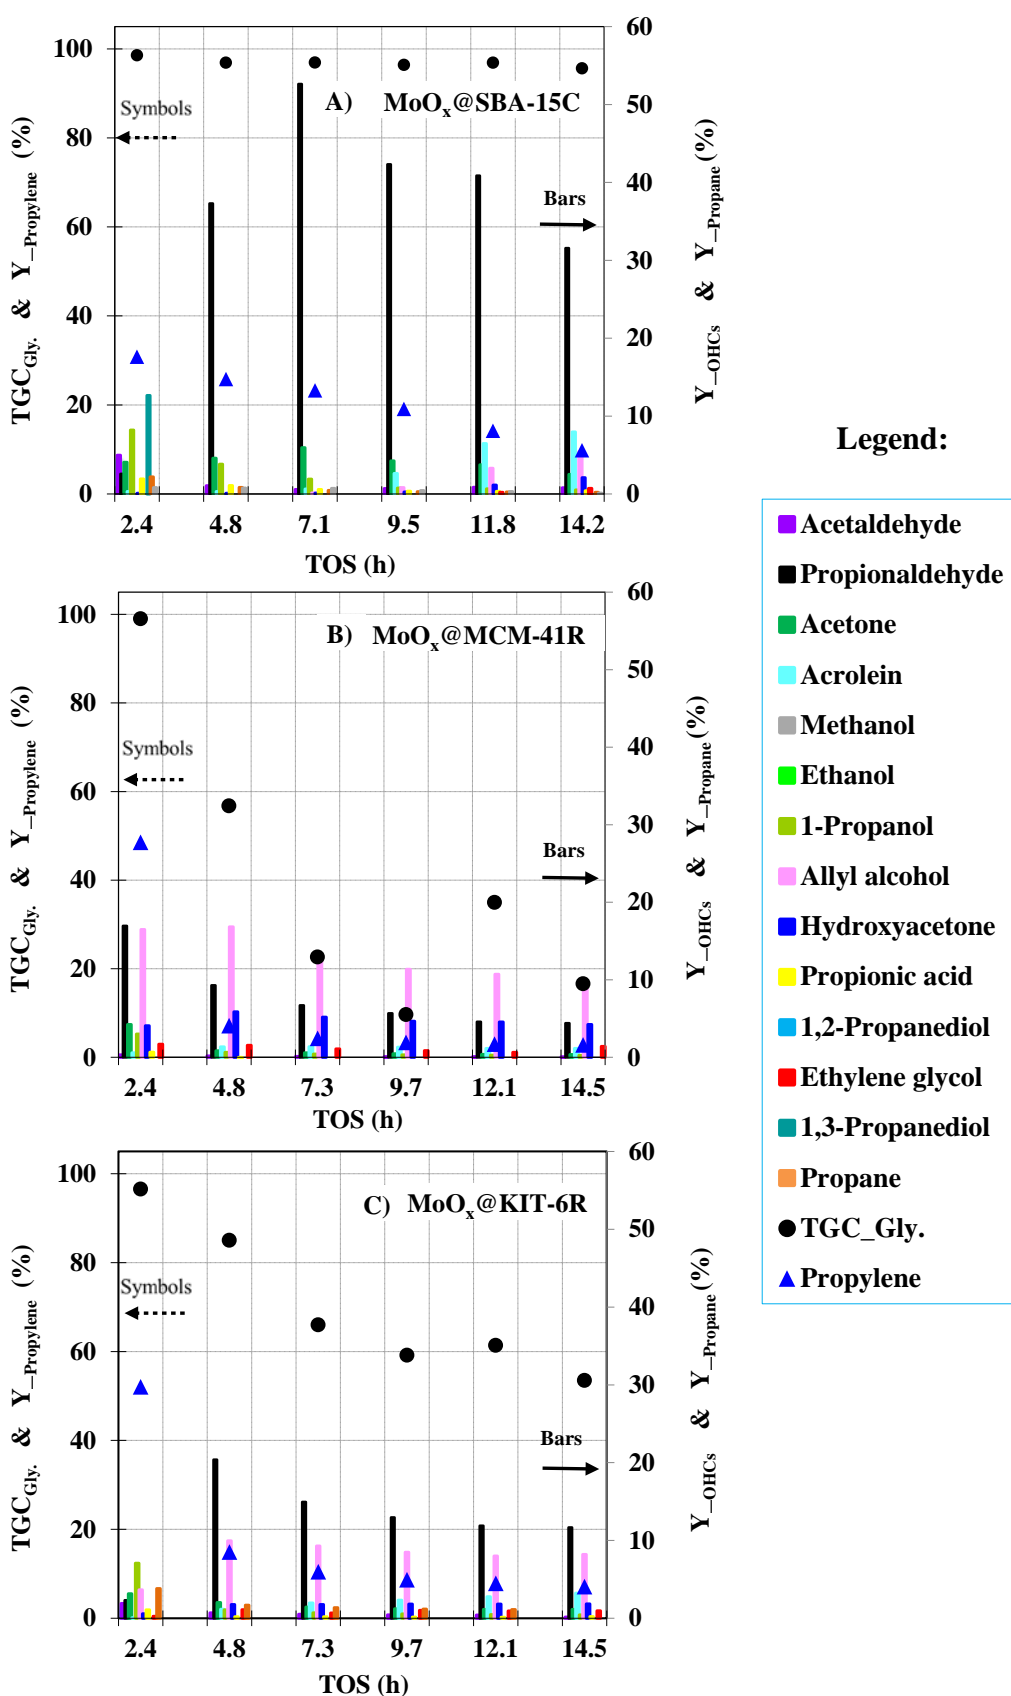 A) MoOx@SBA-15C
TGC_Gly. & Y_Propylene (%)
100
80
60
40
20
0
Symbols
Bars
60
50
40
30
20
10
0
Y_OHCs & Y_Propane (%)
2.4 4.8 7.1 9.5 11.8 14.2
TOS (h)
B) MoOx@MCM-41R
TGC_Gly. & Y_Propylene (%)
100
80
60
40
20
0
Symbols
Bars
60
50
40
30
20
10
0
Y_OHCs & Y_Propane (%)
2.4 4.8 7.3 9.7 12.1 14.5
TOS (h)
C) MoOx@KIT-6R
TGC_Gly. & Y_Propylene (%)
100
80
60
40
20
0
Symbols
Bars
60
50
40
30
20
10
0
Y_OHCs & Y_Propane (%)
2.4 4.8 7.3 9.7 12.1 14.5
TOS (h)
Legend:
Acetaldehyde
Propionaldehyde
Acetone
Acrolein
Methanol
Ethanol
1-Propanol
Allyl alcohol
Hydroxyacetone
Propionic acid
1,2-Propanediol
Ethylene glycol
1,3-Propanediol
Propane
TGC_Gly.
Propylene